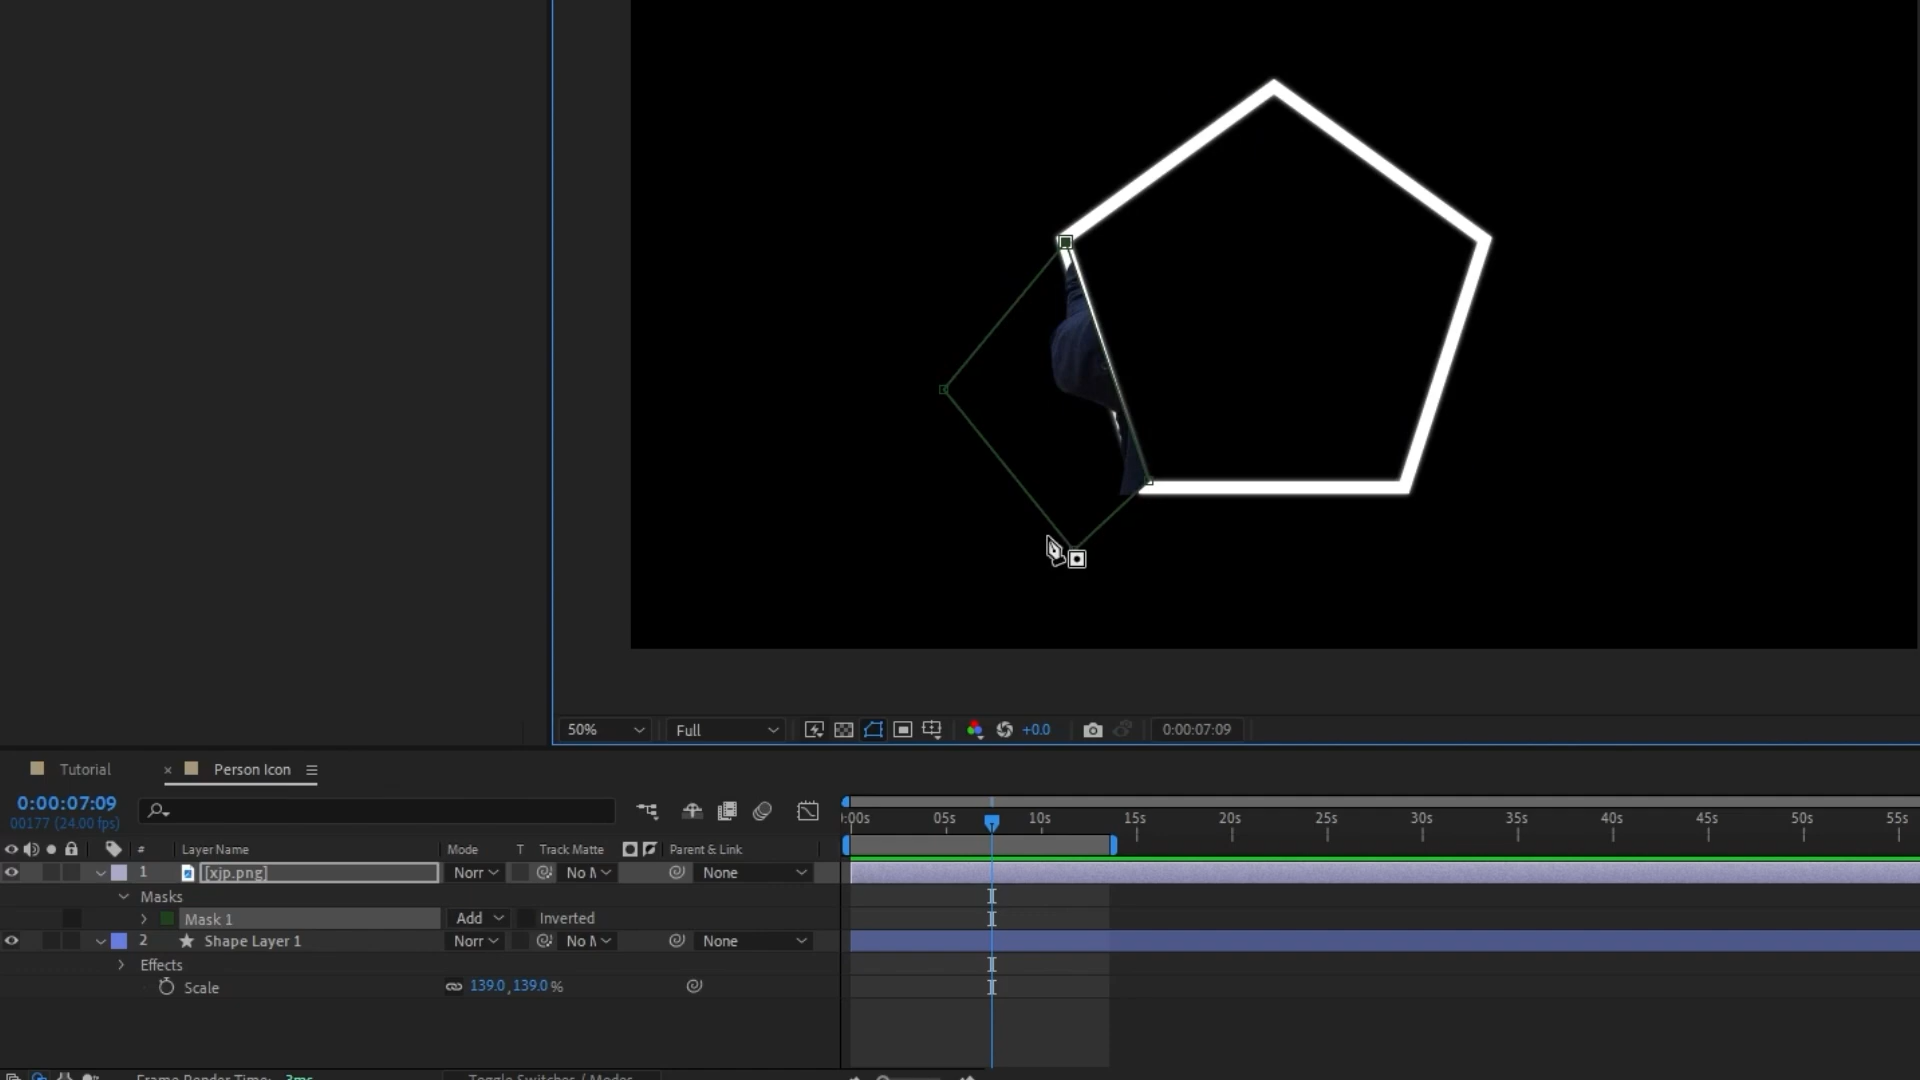 50% Full +0.0 0:00:07:09
Tutorial × Person Icon
0:00:07:09
00177 (24.00 fps)
:00s 05s 10s 15s 20s 25s 30s 35s 40s 45s 50s 55s
# Layer Name Mode T Track Matte Parent & Link
1 [xjp.png] Norr No M None
Masks
Mask 1 Add Inverted
2 Shape Layer 1 Norr No M None
Effects
Scale 139.0,139.0%
Frame Render Time: 3ms Toggle Switches / Modes